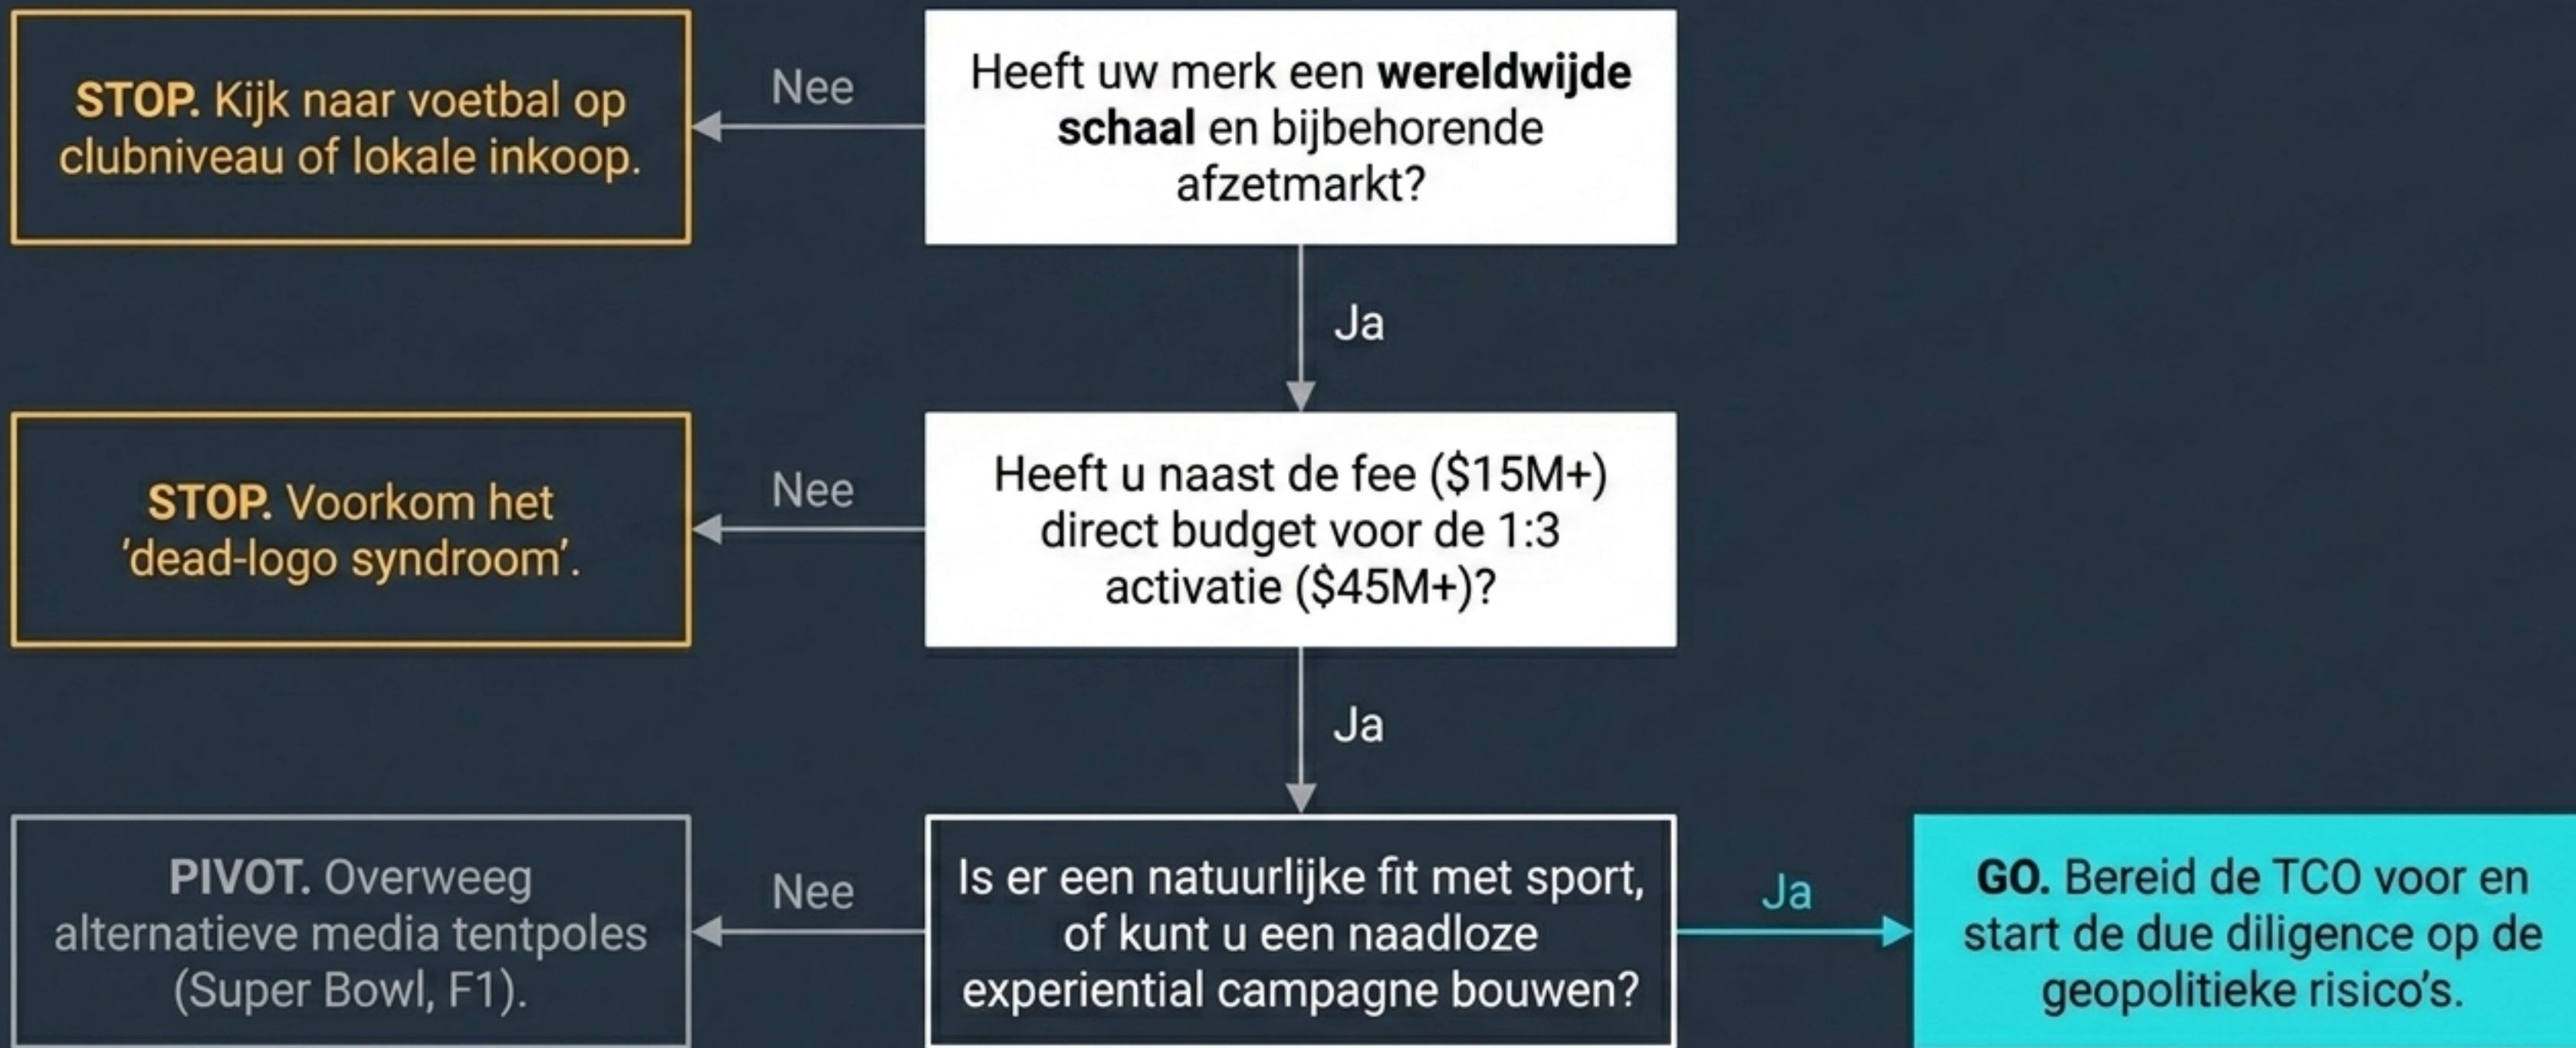 Heeft uw merk een wereldwijde
schaal en bijbehorende
afzetmarkt?
Nee
STOP. Kijk naar voetbal op
clubniveau of lokale inkoop.
Ja
Heeft u naast de fee ($15M+)
direct budget voor de 1:3
activatie ($45M+)?
Nee
STOP. Voorkom het
'dead-logo syndroom'.
Ja
Is er een natuurlijke fit met sport,
of kunt u een naadloze
experiential campagne bouwen?
Nee
PIVOT. Overweeg
alternatieve media tentpoles
(Super Bowl, F1).
Ja
GO. Bereid de TCO voor en
start de due diligence op de
geopolitieke risico's.